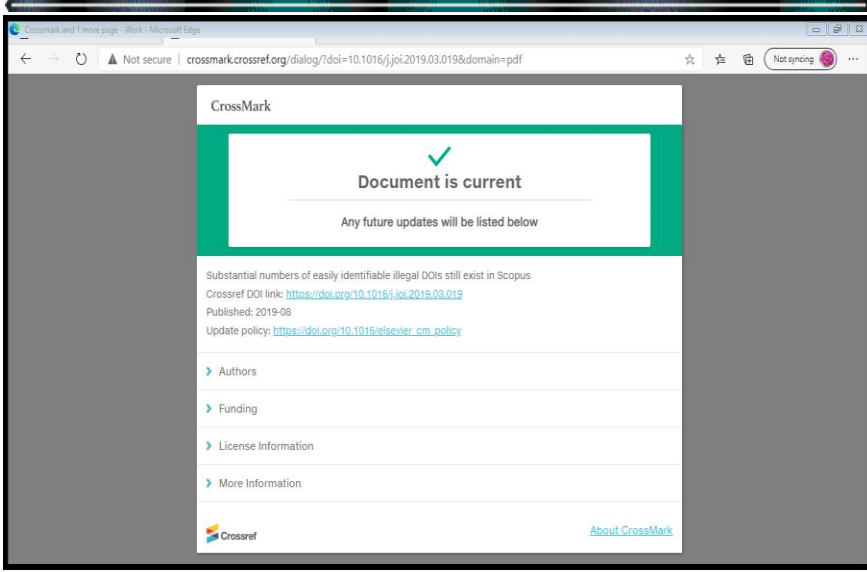 Crossmark and 1 more page - Work - Microsoft Edge
Not secure | crossmark.crossref.org/dialog/?doi=10.1016/j.joi.2019.03.019&domain=pdf
Not syncing
CrossMark
Document is current
Any future updates will be listed below
Substantial numbers of easily identifiable illegal DOIs still exist in Scopus
Crossref DOI link: https://doi.org/10.1016/j.joi.2019.03.019
Published: 2019-08
Update policy: https://doi.org/10.1016/elsevier_cm_policy
Authors
Funding
License Information
More Information
Crossref
About CrossMark